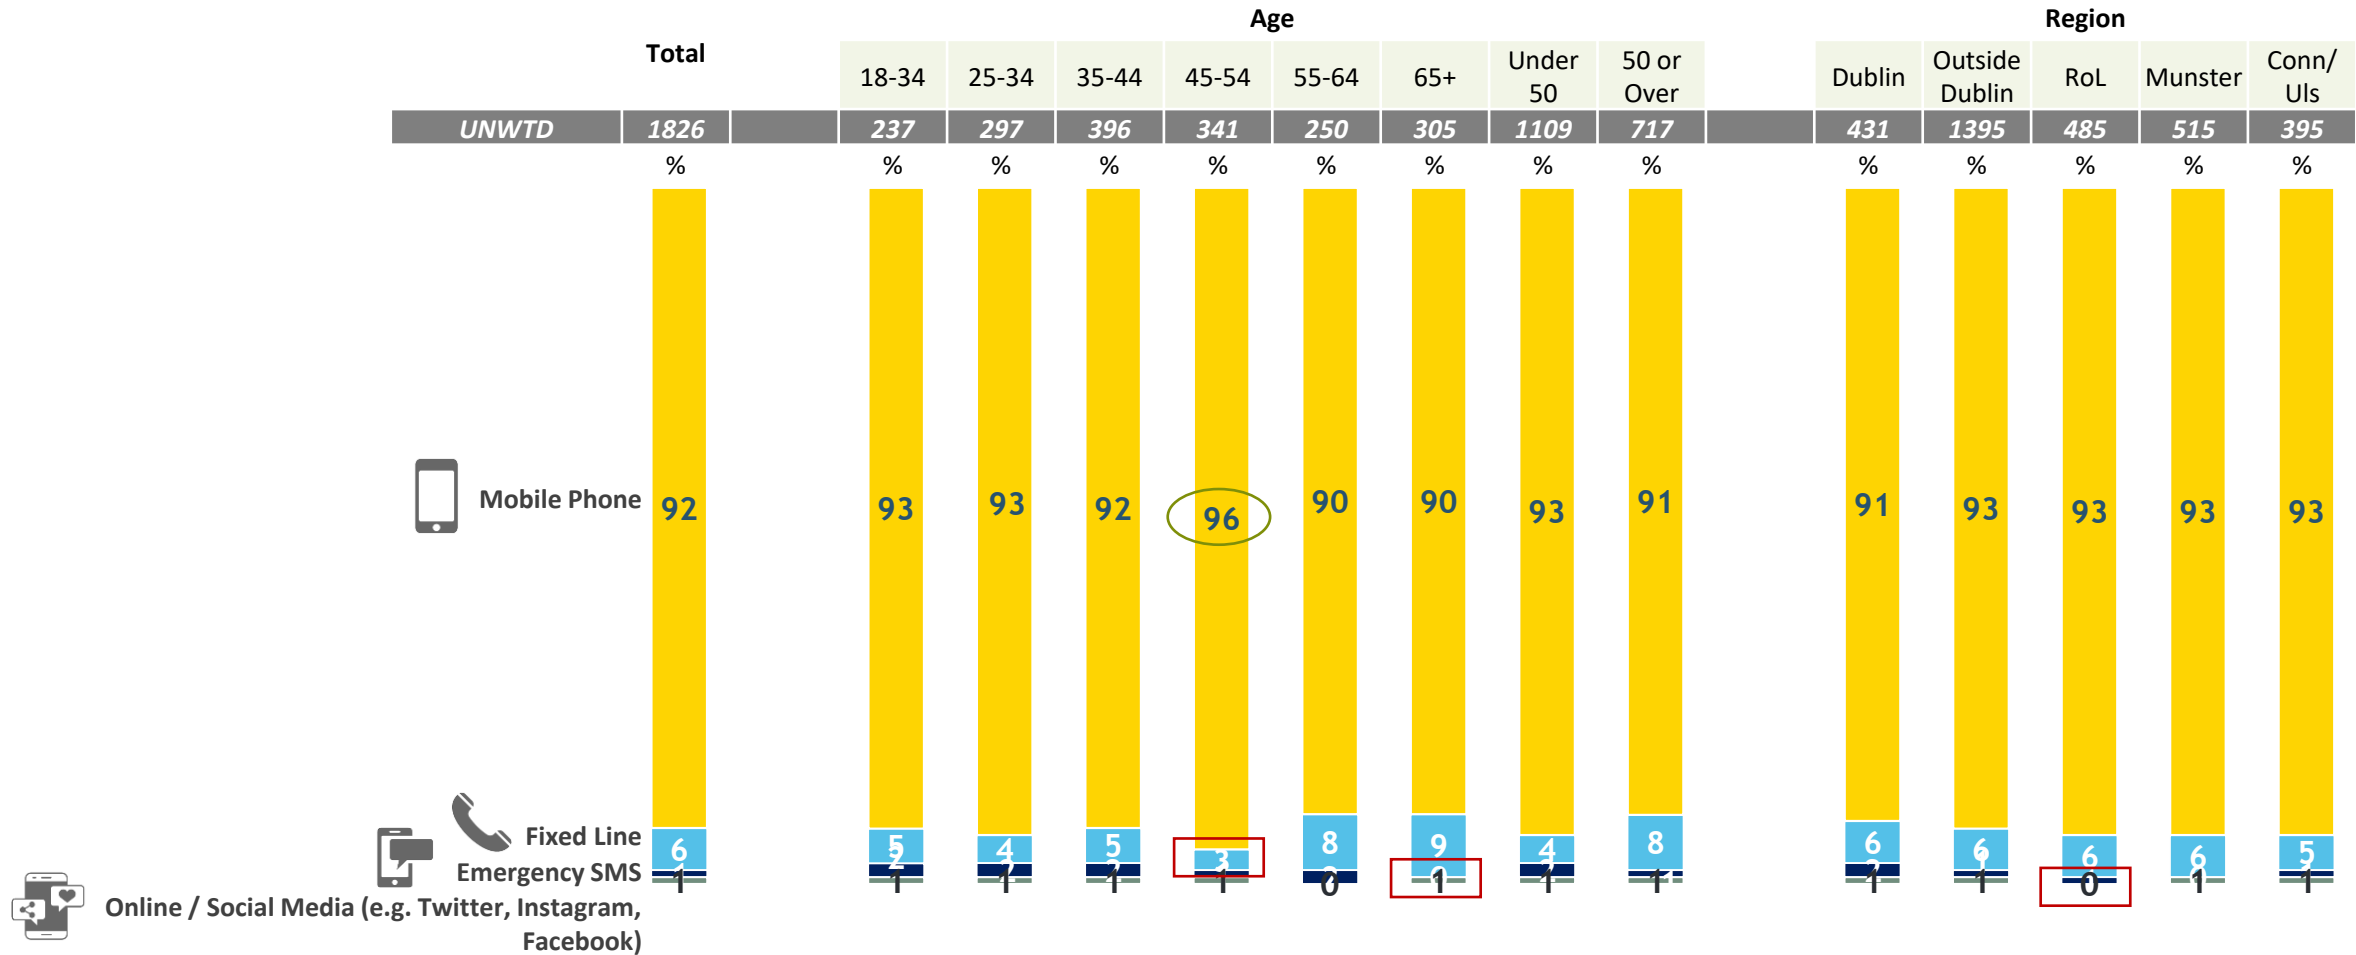 Age Region
Total
18-34 25-34 35-44 45-54 55-64 65+ Under 50 50 or Over Dublin Outside Dublin RoL Munster Conn/ Uls
UNWTD 1826 237 297 396 341 250 305 1109 717 431 1395 485 515 395
% % % % % % % % % % % % % %
Mobile Phone 92 93 93 92 96 90 90 93 91 91 93 93 93 93
Fixed Line 6 5 4 5 3 8 9 4 8 6 6 6 6 5
Emergency SMS
1 1 1 1 1 0 1 1 1 1 1 0 1 1
Online / Social Media (e.g. Twitter, Instagram,
Facebook)